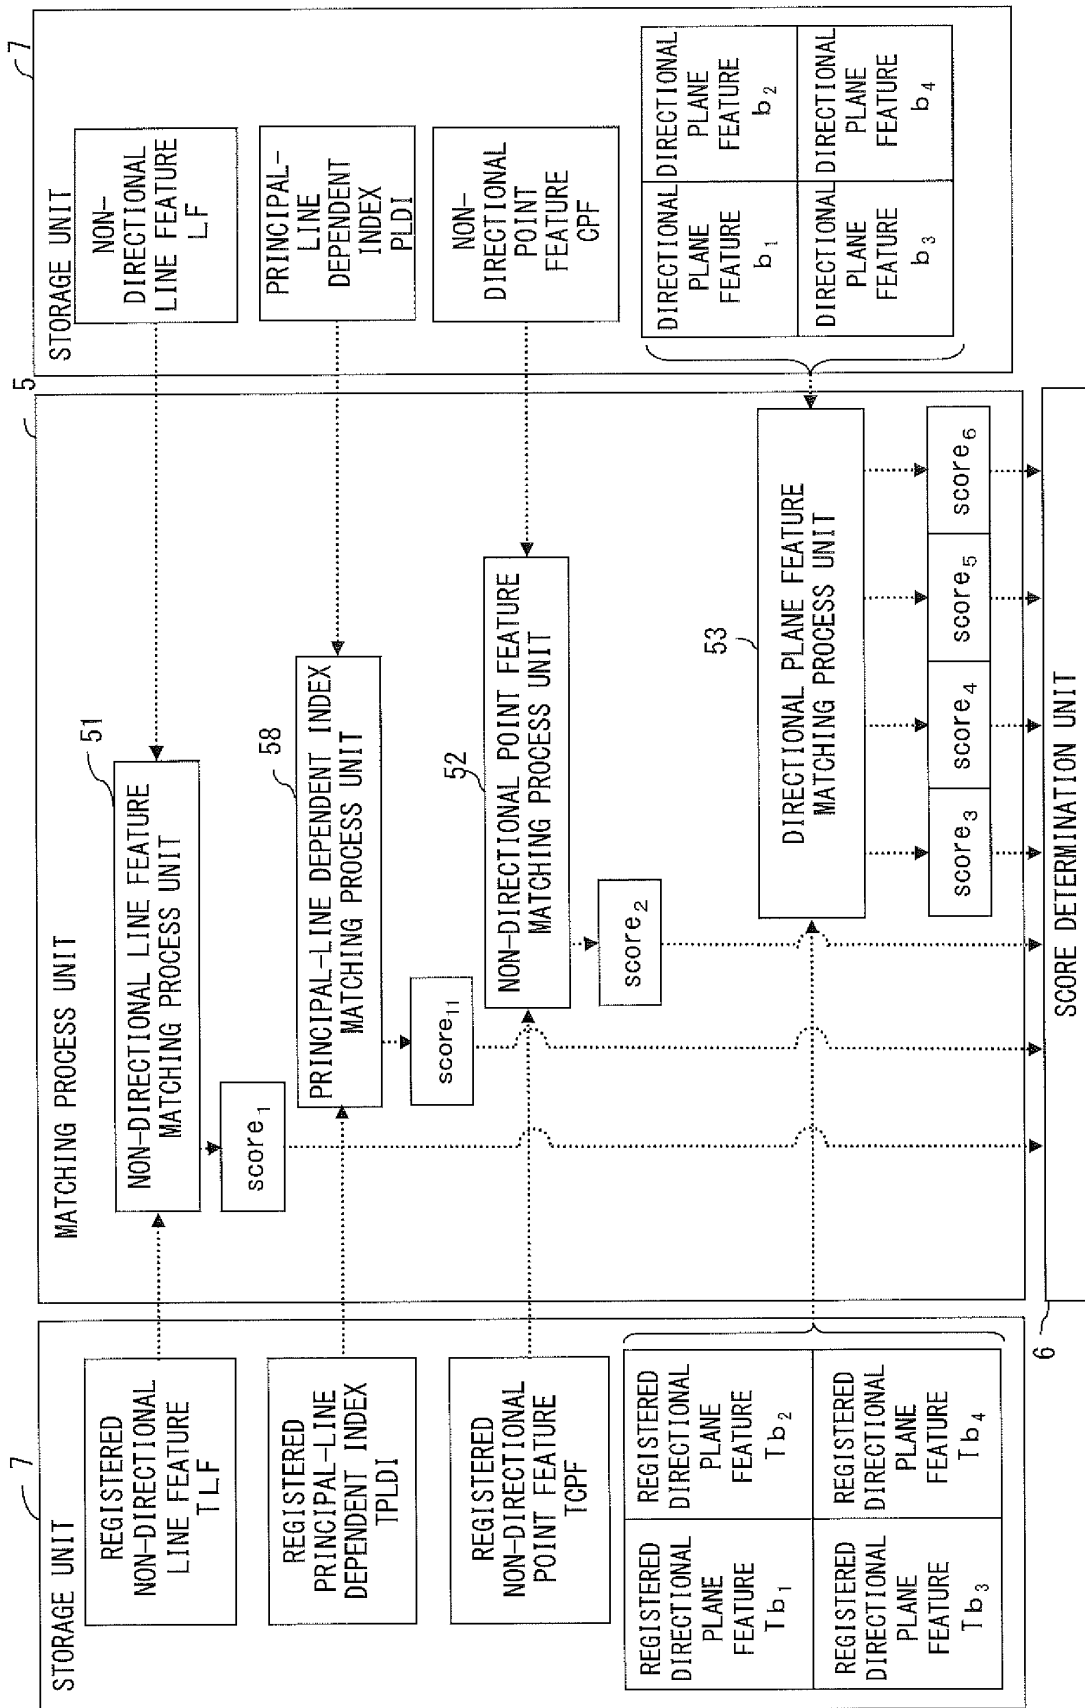 7
STORAGE UNIT
REGISTERED
NON-DIRECTIONAL
LINE FEATURE
TLF
REGISTERED
PRINCIPAL-LINE
DEPENDENT INDEX
TPLDI
REGISTERED
NON-DIRECTIONAL
POINT FEATURE
TCPF
REGISTERED
DIRECTIONAL
PLANE
FEATURE
Tb1
REGISTERED
DIRECTIONAL
PLANE
FEATURE
Tb2
REGISTERED
DIRECTIONAL
PLANE
FEATURE
Tb3
REGISTERED
DIRECTIONAL
PLANE
FEATURE
Tb4
5
MATCHING PROCESS UNIT
51
NON-DIRECTIONAL LINE FEATURE
MATCHING PROCESS UNIT
score1
58
PRINCIPAL-LINE DEPENDENT INDEX
MATCHING PROCESS UNIT
score11
52
NON-DIRECTIONAL POINT FEATURE
MATCHING PROCESS UNIT
score2
53
DIRECTIONAL PLANE FEATURE
MATCHING PROCESS UNIT
score3
score4
score5
score6
6
SCORE DETERMINATION UNIT
7
STORAGE UNIT
NON-
DIRECTIONAL
LINE FEATURE
LF
PRINCIPAL-
LINE
DEPENDENT
INDEX
PLDI
NON-
DIRECTIONAL
POINT
FEATURE
CPF
DIRECTIONAL
PLANE
FEATURE
b1
DIRECTIONAL
PLANE
FEATURE
b2
DIRECTIONAL
PLANE
FEATURE
b3
DIRECTIONAL
PLANE
FEATURE
b4